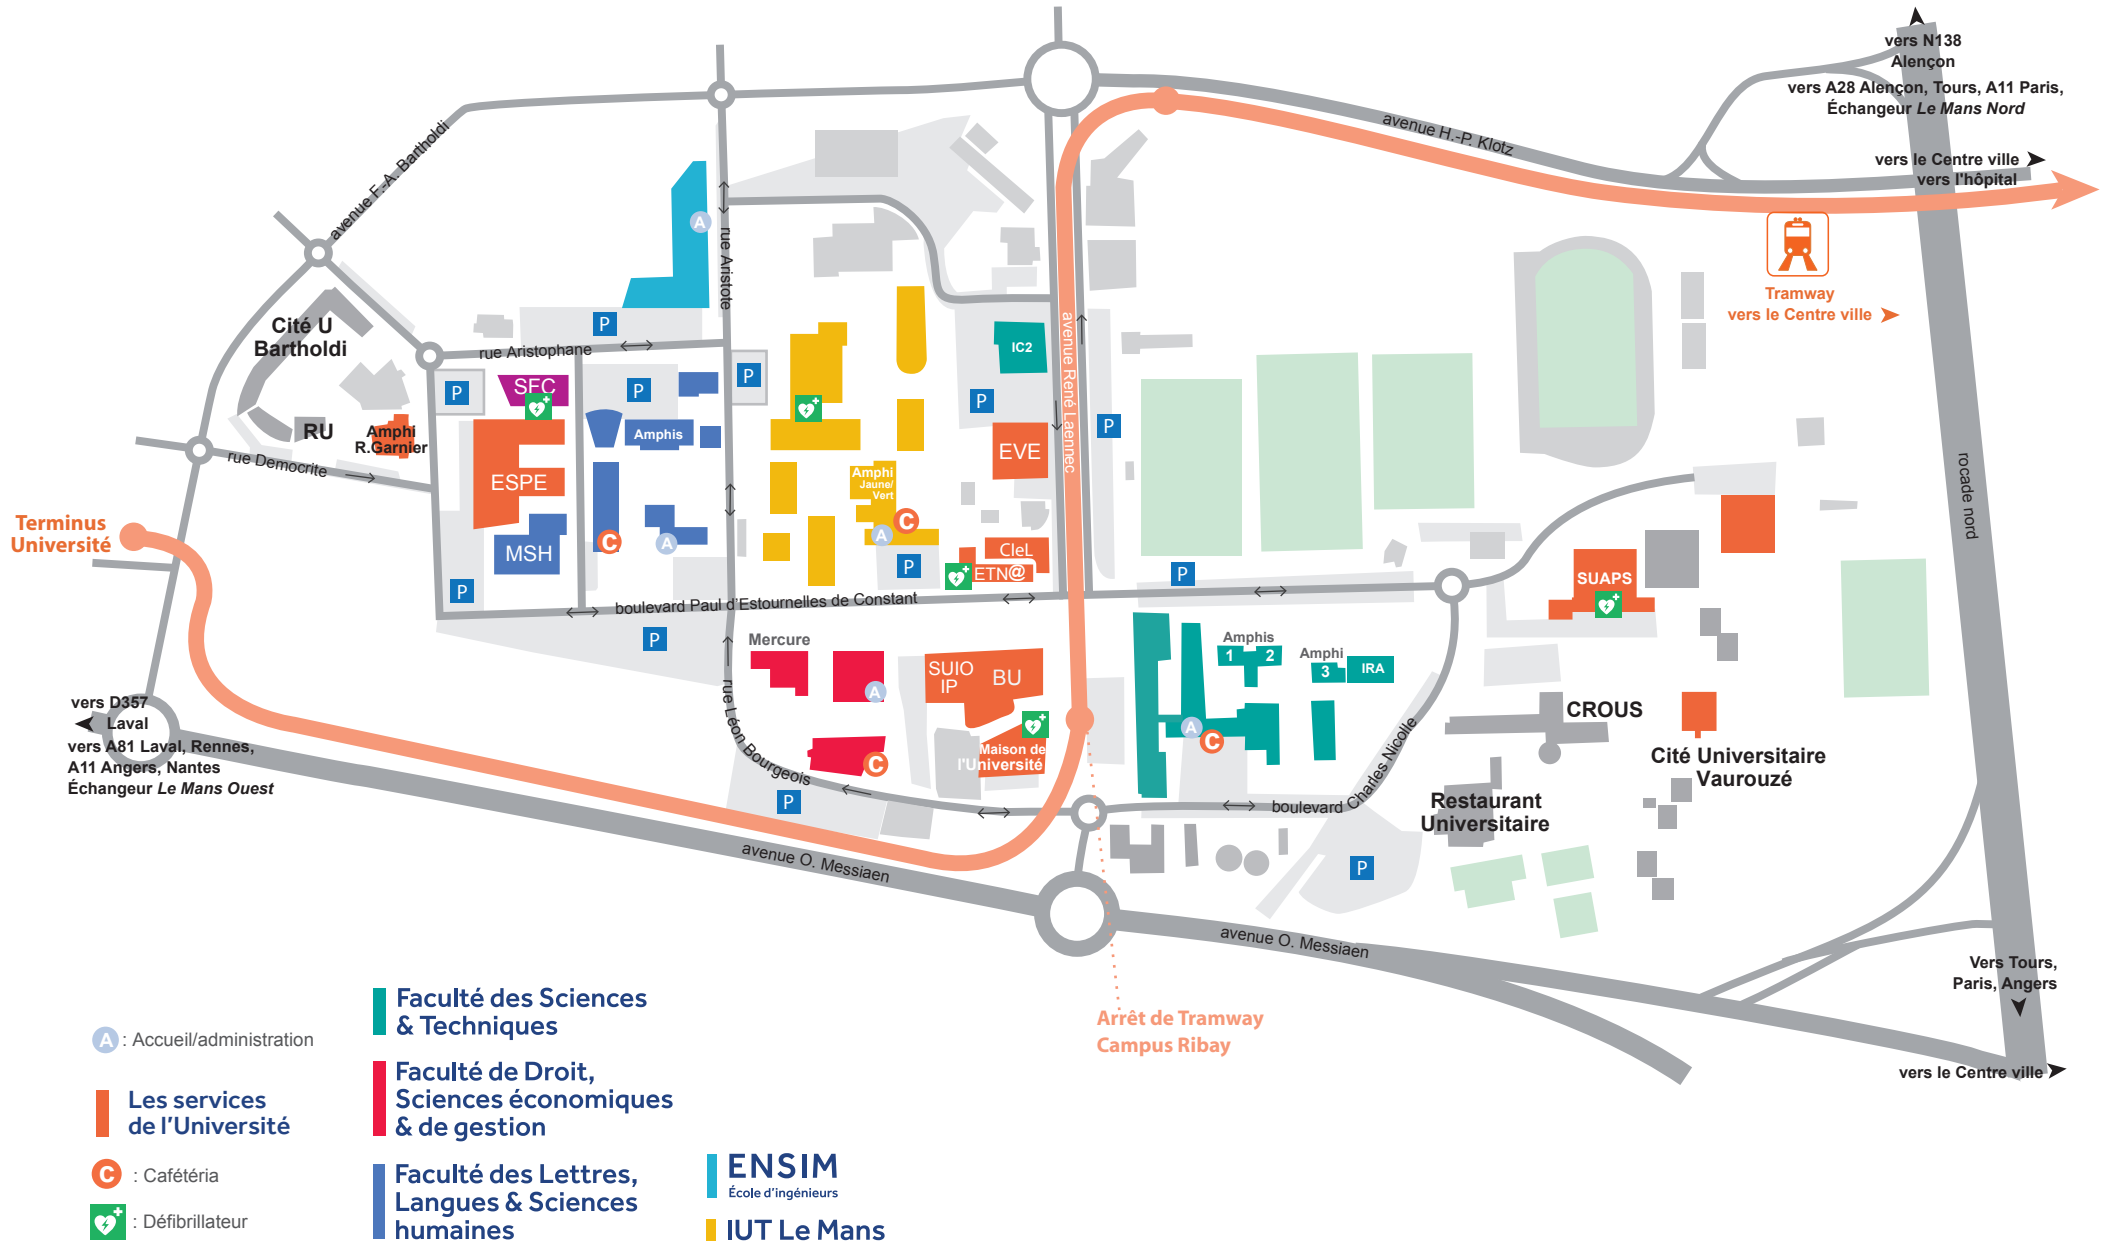 vers N138
Alençon
vers A28 Alençon, Tours, A11 Paris,
Échangeur Le Mans Nord
avenue H.-P. Klotz
vers le Centre ville
vers l'hôpital
Tramway
vers le Centre ville
avenue F.-A. Bartholdi
A
rue Aristote
Cité U
Bartholdi
P
rue Aristophane
avenue René Laennec
IC2
P
SFC
P
P
P
P
RU
Amphi
R.Garnier
Amphis
EVE
rue Démocrite
ESPE
Amphi
Jaune/
Vert
rocade nord
Terminus
Université
C
A
C
A
MSH
CIeL
ETN@
P
P
P
SUAPS
boulevard Paul d'Estournelles de Constant
P
Mercure
Amphis
1 2
Amphi
3
IRA
SUIO
IP
BU
A
rue Léon Bourgeois
vers D357
Laval
vers A81 Laval, Rennes,
A11 Angers, Nantes
Échangeur Le Mans Ouest
CROUS
A
C
Maison de
l'Université
C
Cité Universitaire
Vaurouzé
P
boulevard Charles Nicolle
Restaurant
Universitaire
P
avenue O. Messiaen
avenue O. Messiaen
Vers Tours,
Paris, Angers
Arrêt de Tramway
Campus Ribay
vers le Centre ville
A : Accueil/administration
Les services
de l'Université
C : Cafétéria
: Défibrillateur
Faculté des Sciences
& Techniques
Faculté de Droit,
Sciences économiques
& de gestion
Faculté des Lettres,
Langues & Sciences
humaines
ENSIM
École d'ingénieurs
IUT Le Mans